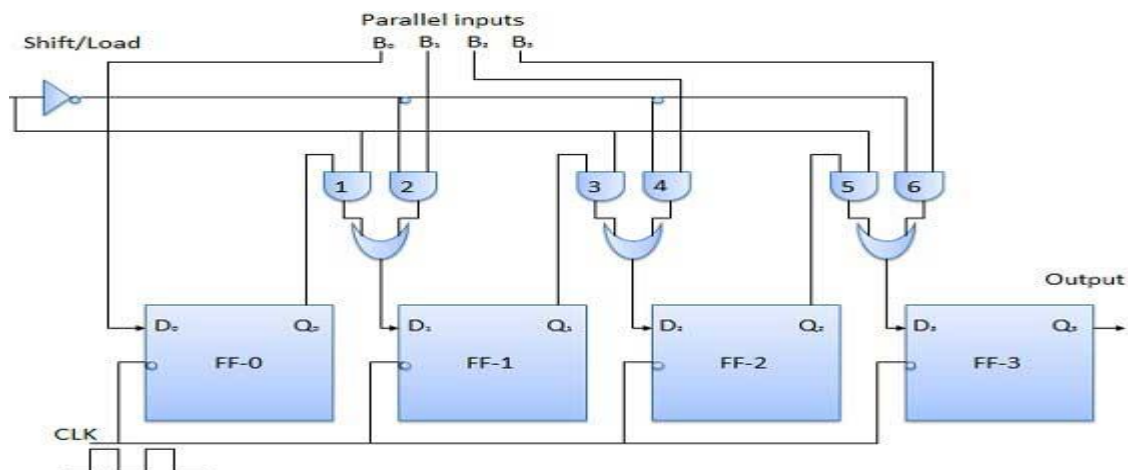 Parallel inputs
Shift/Load
B₀ B₁ B₂ B₃
1 2 3 4 5 6
Output
D₀ Q₀ D₁ Q₁ D₂ Q₂ D₃ Q₃
FF-0 FF-1 FF-2 FF-3
CLK